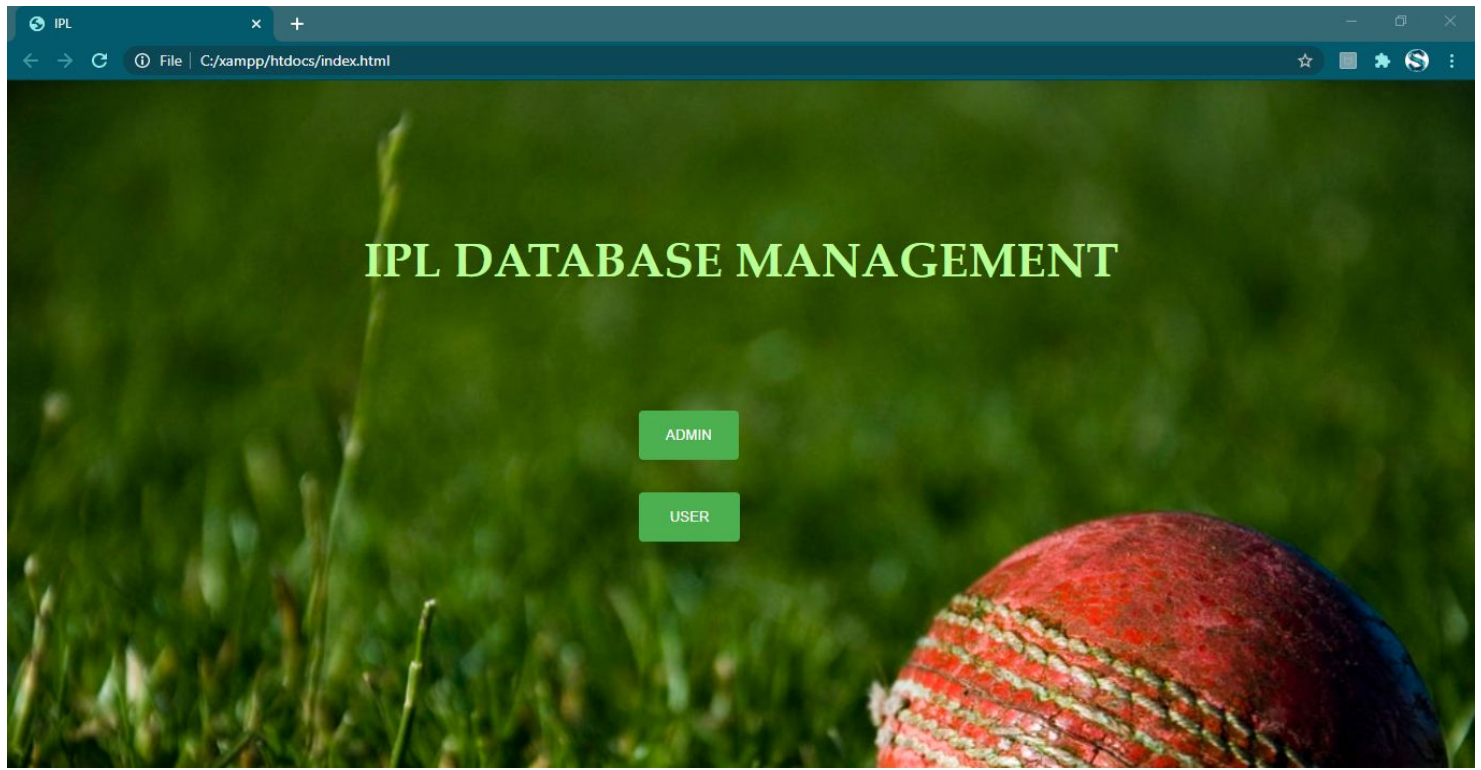 IPL
File C:/xampp/htdocs/index.html
IPL DATABASE MANAGEMENT
ADMIN
USER